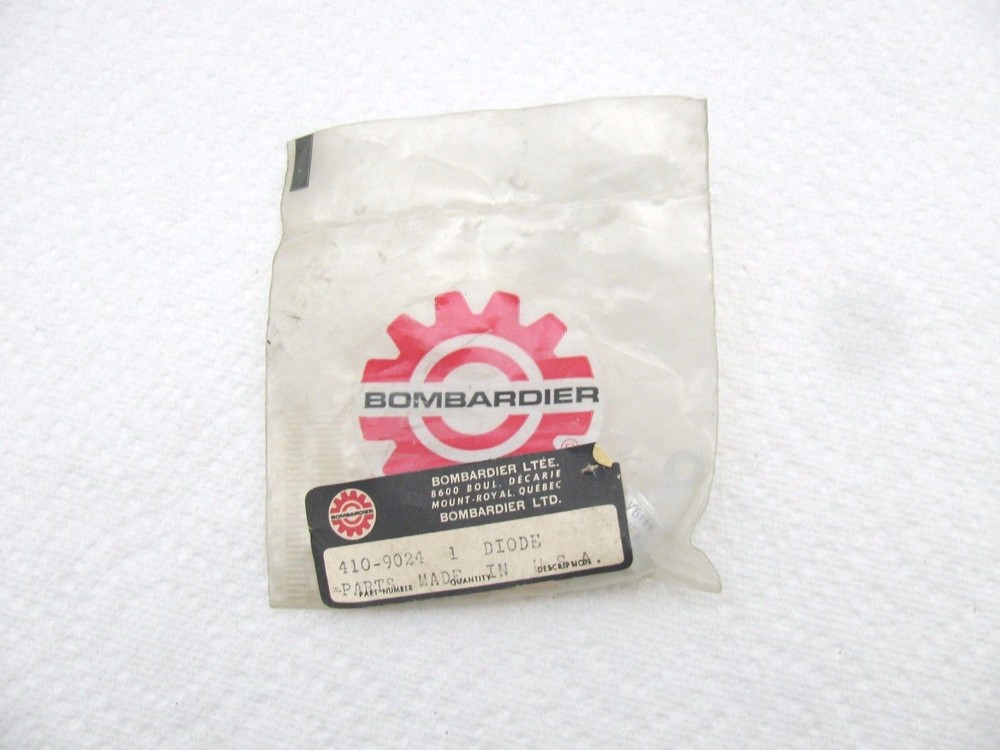 BOMBARDIER
®
BOMBARDIER LTÉE.
8600 BOUL. DÉCARIE
MOUNT-ROYAL, QUÉBEC
BOMBARDIER LTD.
BOMBARDIER
410-9024 1 DIODE
PARTS MADE IN U.S.A.
PART NUMBER QUANTITY DESCRIPTION